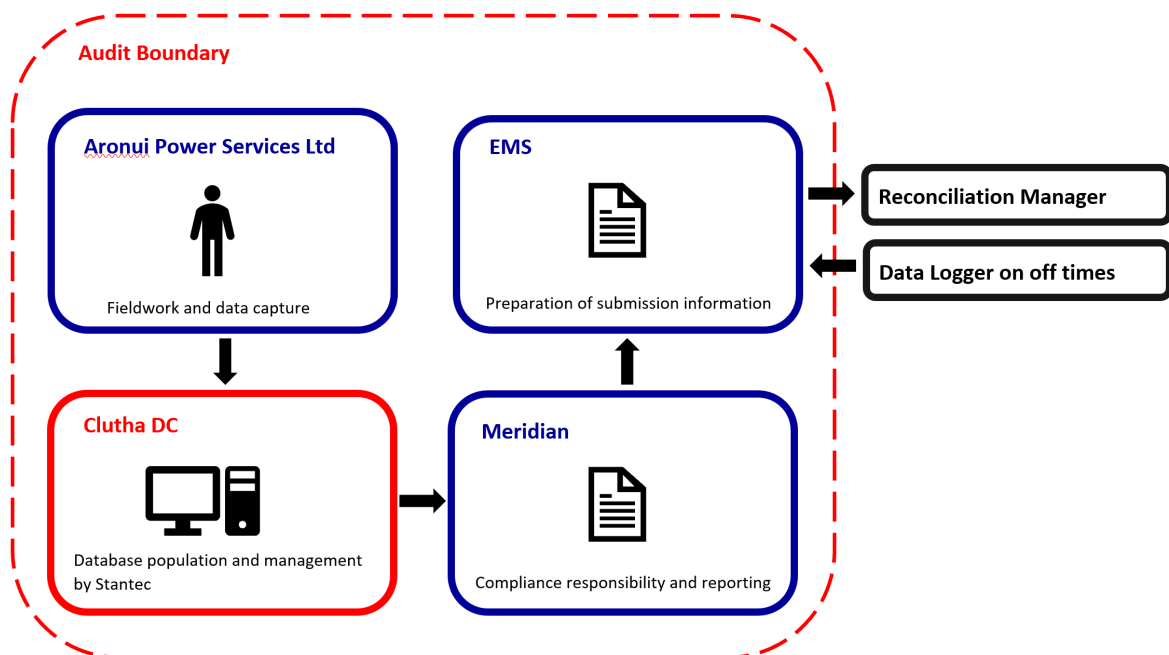 Audit Boundary
Aronui Power Services Ltd
Fieldwork and data capture
EMS
Preparation of submission information
Reconciliation Manager
Data Logger on off times
Clutha DC
Database population and management
by Stantec
Meridian
Compliance responsibility and reporting